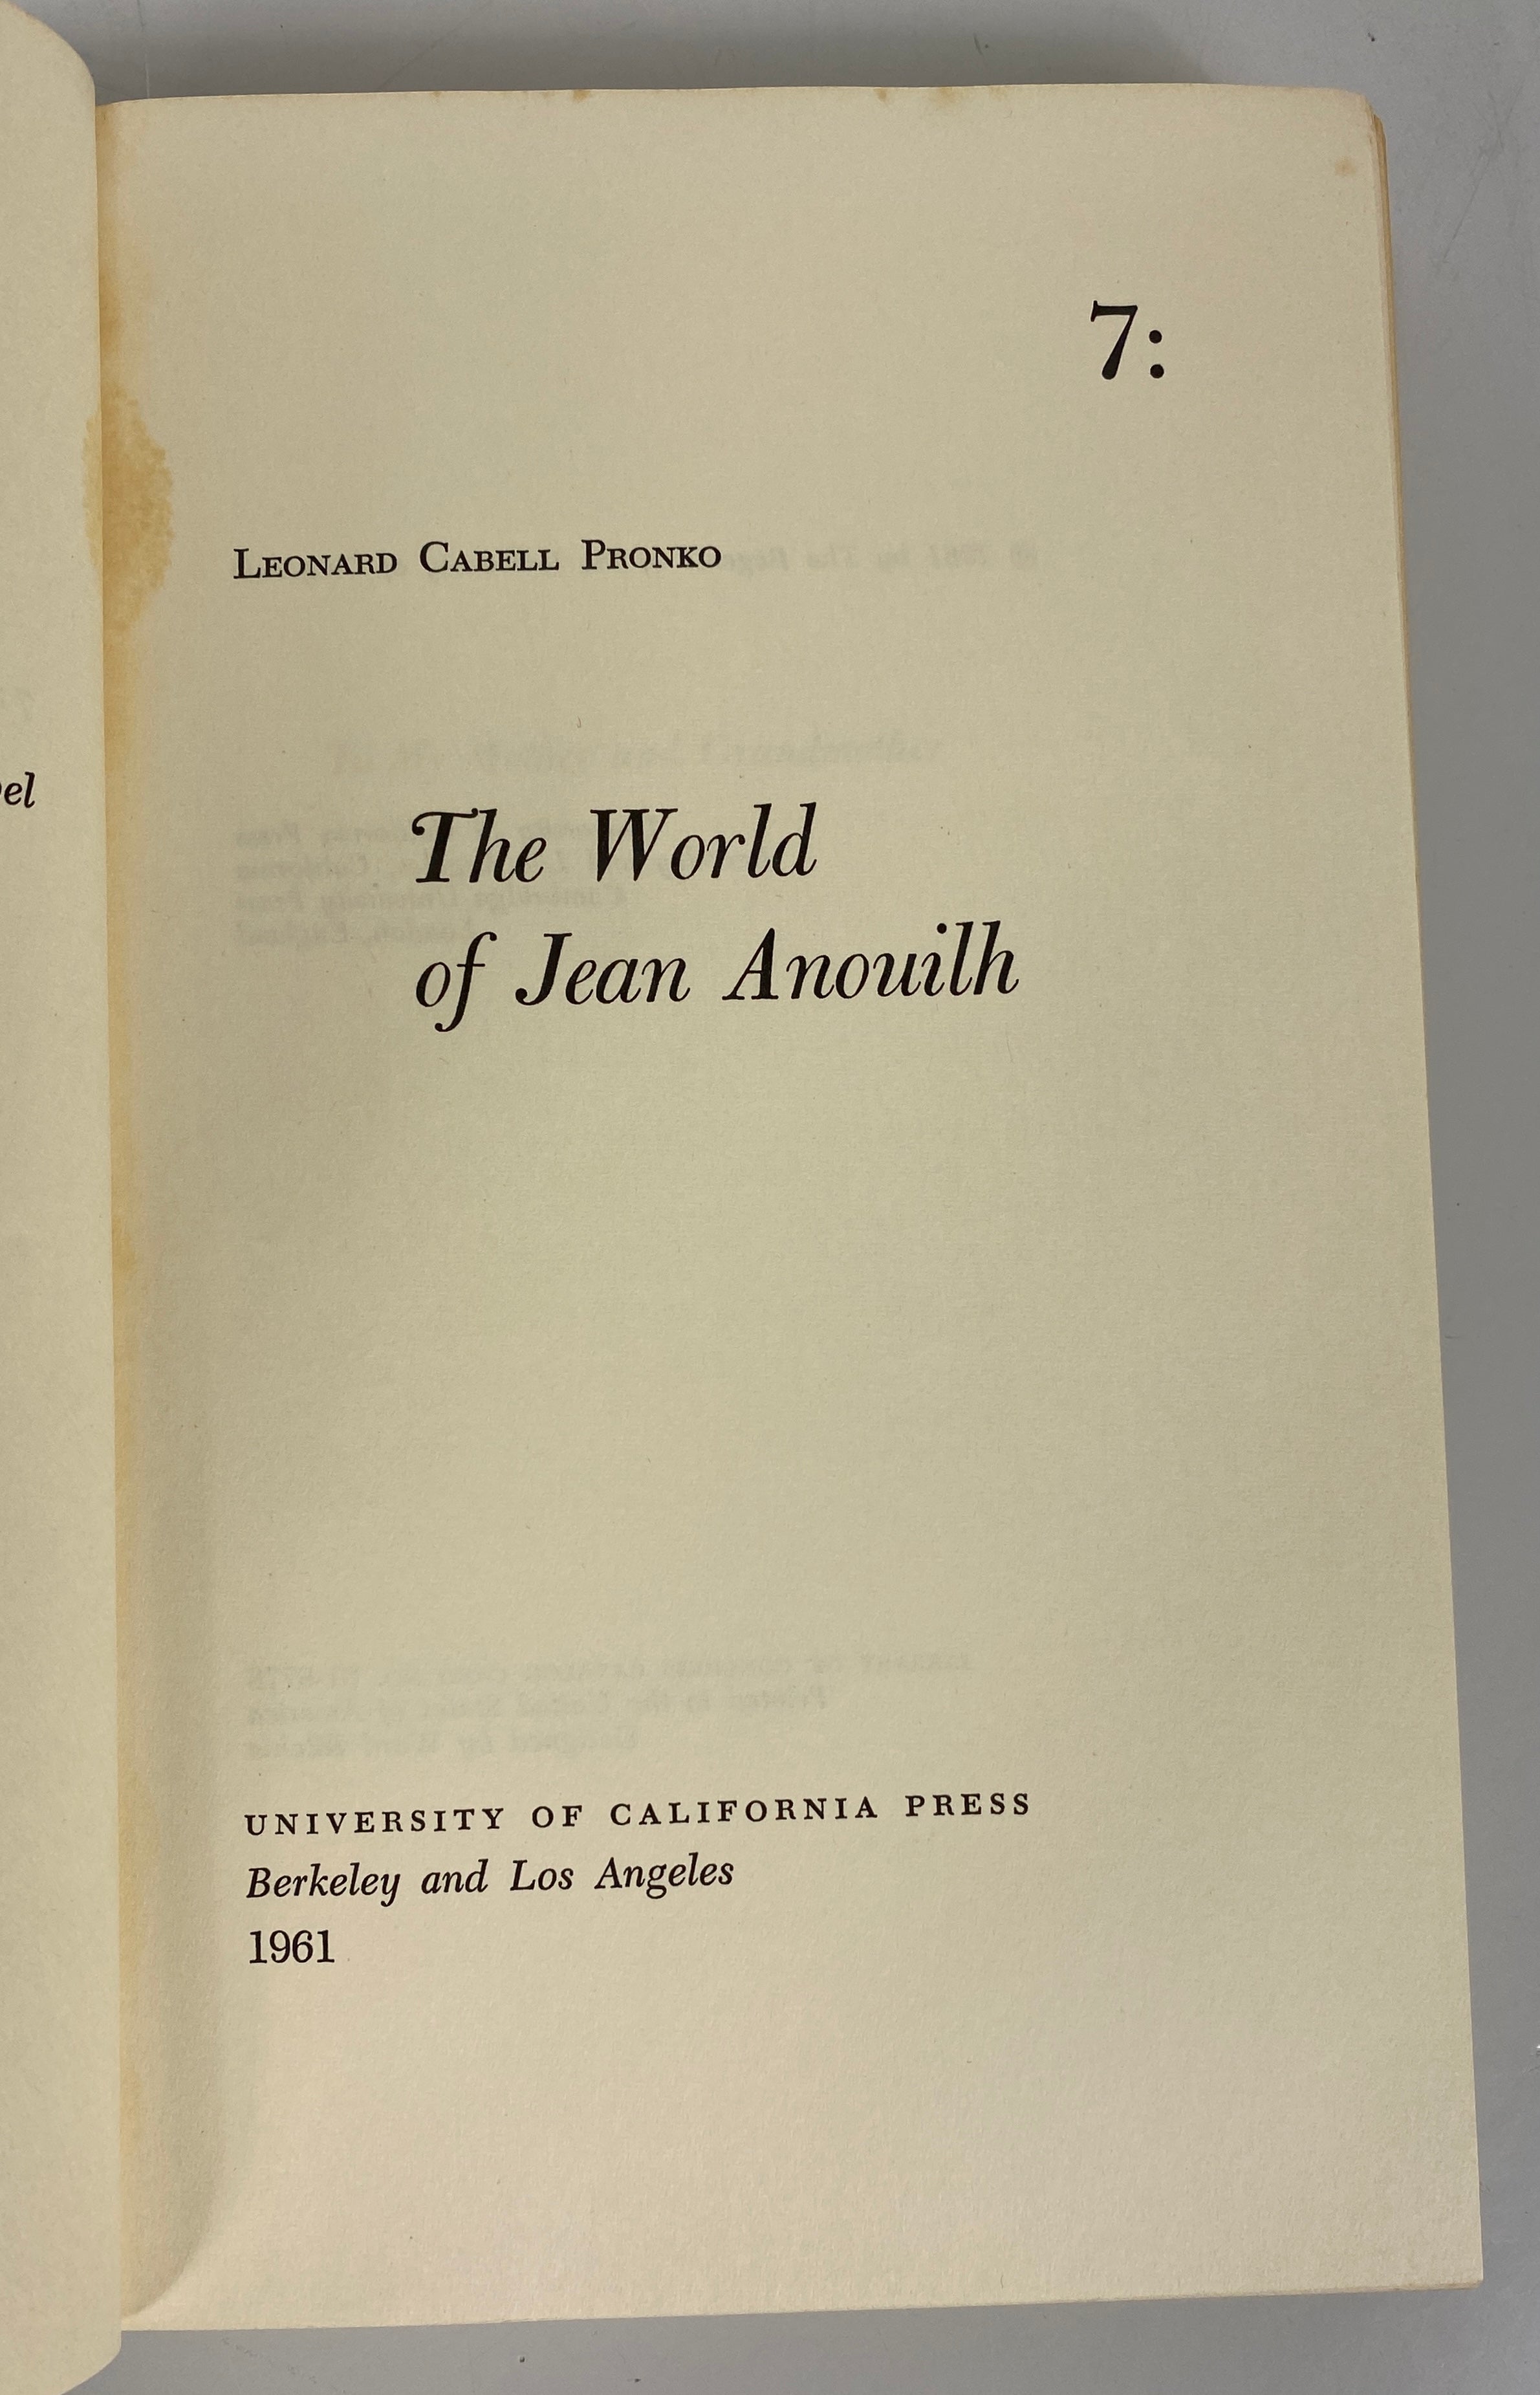 7:
LEONARD CABELL PRONKO
The World
of Jean Anouilh
UNIVERSITY OF CALIFORNIA PRESS
Berkeley and Los Angeles
1961